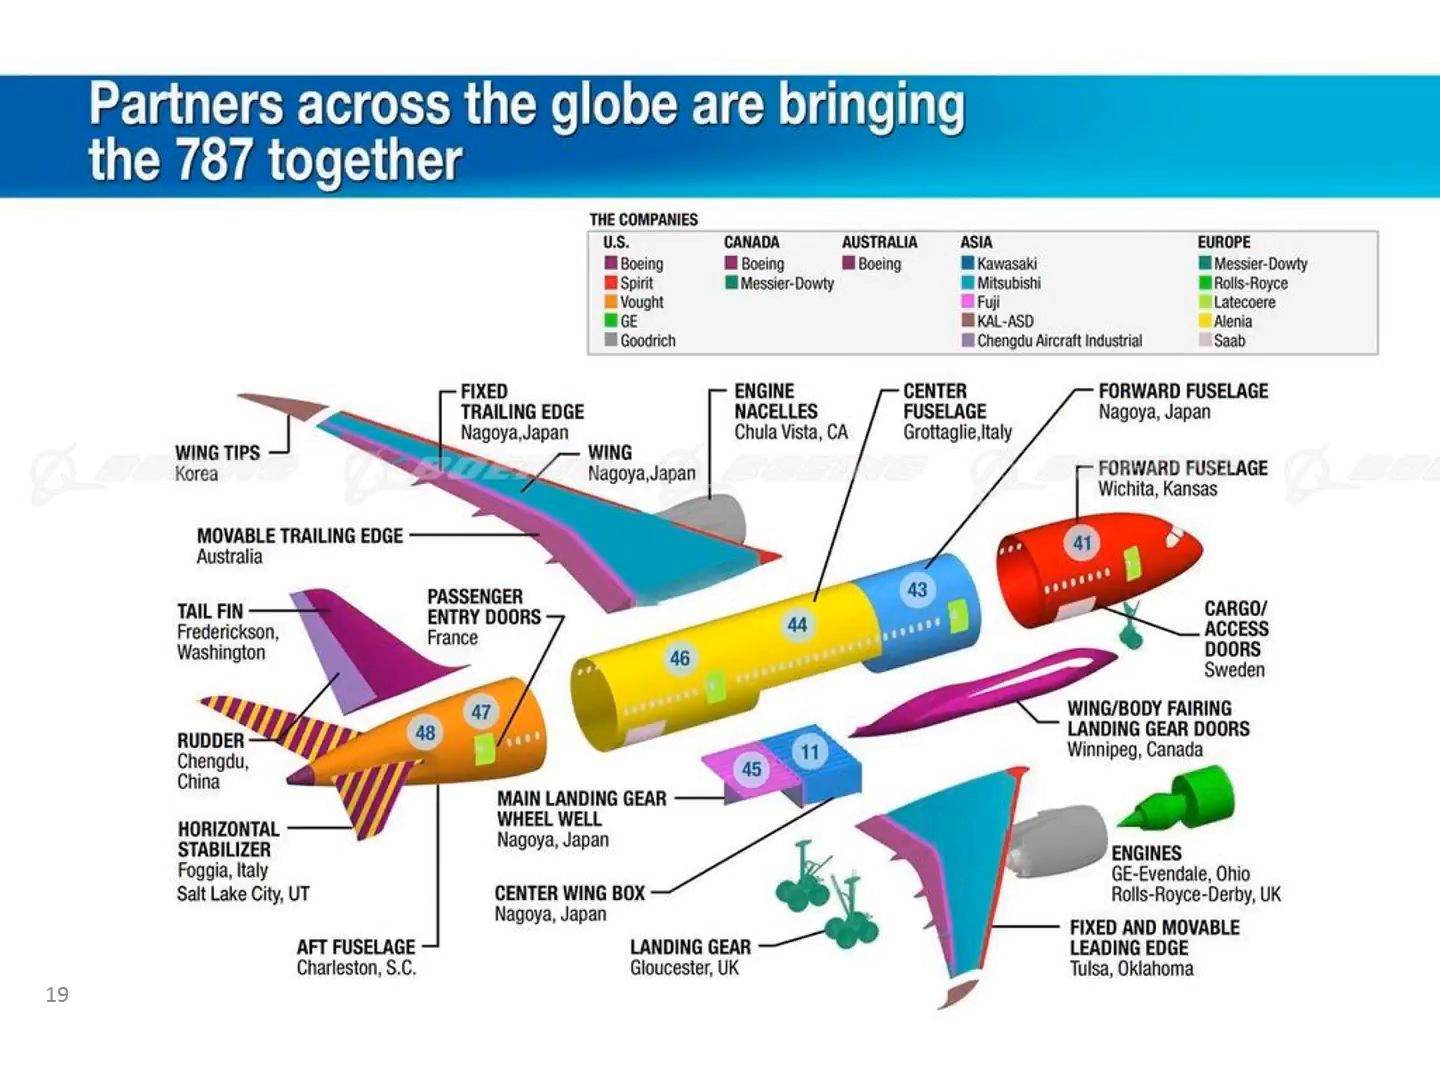 Partners across the globe are bringing
the 787 together
THE COMPANIES
U.S.
Boeing
Spirit
Vought
GE
Goodrich
CANADA
Boeing
Messier-Dowty
AUSTRALIA
Boeing
ASIA
Kawasaki
Mitsubishi
Fuji
KAL-ASD
Chengdu Aircraft Industrial
EUROPE
Messier-Dowty
Rolls-Royce
Latecoere
Alenia
Saab
FIXED
TRAILING EDGE
Nagoya,Japan
ENGINE
NACELLES
Chula Vista, CA
CENTER
FUSELAGE
Grottaglie,Italy
FORWARD FUSELAGE
Nagoya, Japan
WING TIPS
Korea
WING
Nagoya,Japan
FORWARD FUSELAGE
Wichita, Kansas
BOEING
BOEING
BOEING
BOEING
MOVABLE TRAILING EDGE
Australia
41
43
44
46
47
48
TAIL FIN
Frederickson,
Washington
PASSENGER
ENTRY DOORS
France
CARGO/
ACCESS
DOORS
Sweden
WING/BODY FAIRING
LANDING GEAR DOORS
Winnipeg, Canada
RUDDER
Chengdu,
China
45
11
MAIN LANDING GEAR
WHEEL WELL
Nagoya, Japan
HORIZONTAL
STABILIZER
Foggia, Italy
Salt Lake City, UT
ENGINES
GE-Evendale, Ohio
Rolls-Royce-Derby, UK
CENTER WING BOX
Nagoya, Japan
AFT FUSELAGE
Charleston, S.C.
LANDING GEAR
Gloucester, UK
FIXED AND MOVABLE
LEADING EDGE
Tulsa, Oklahoma
19